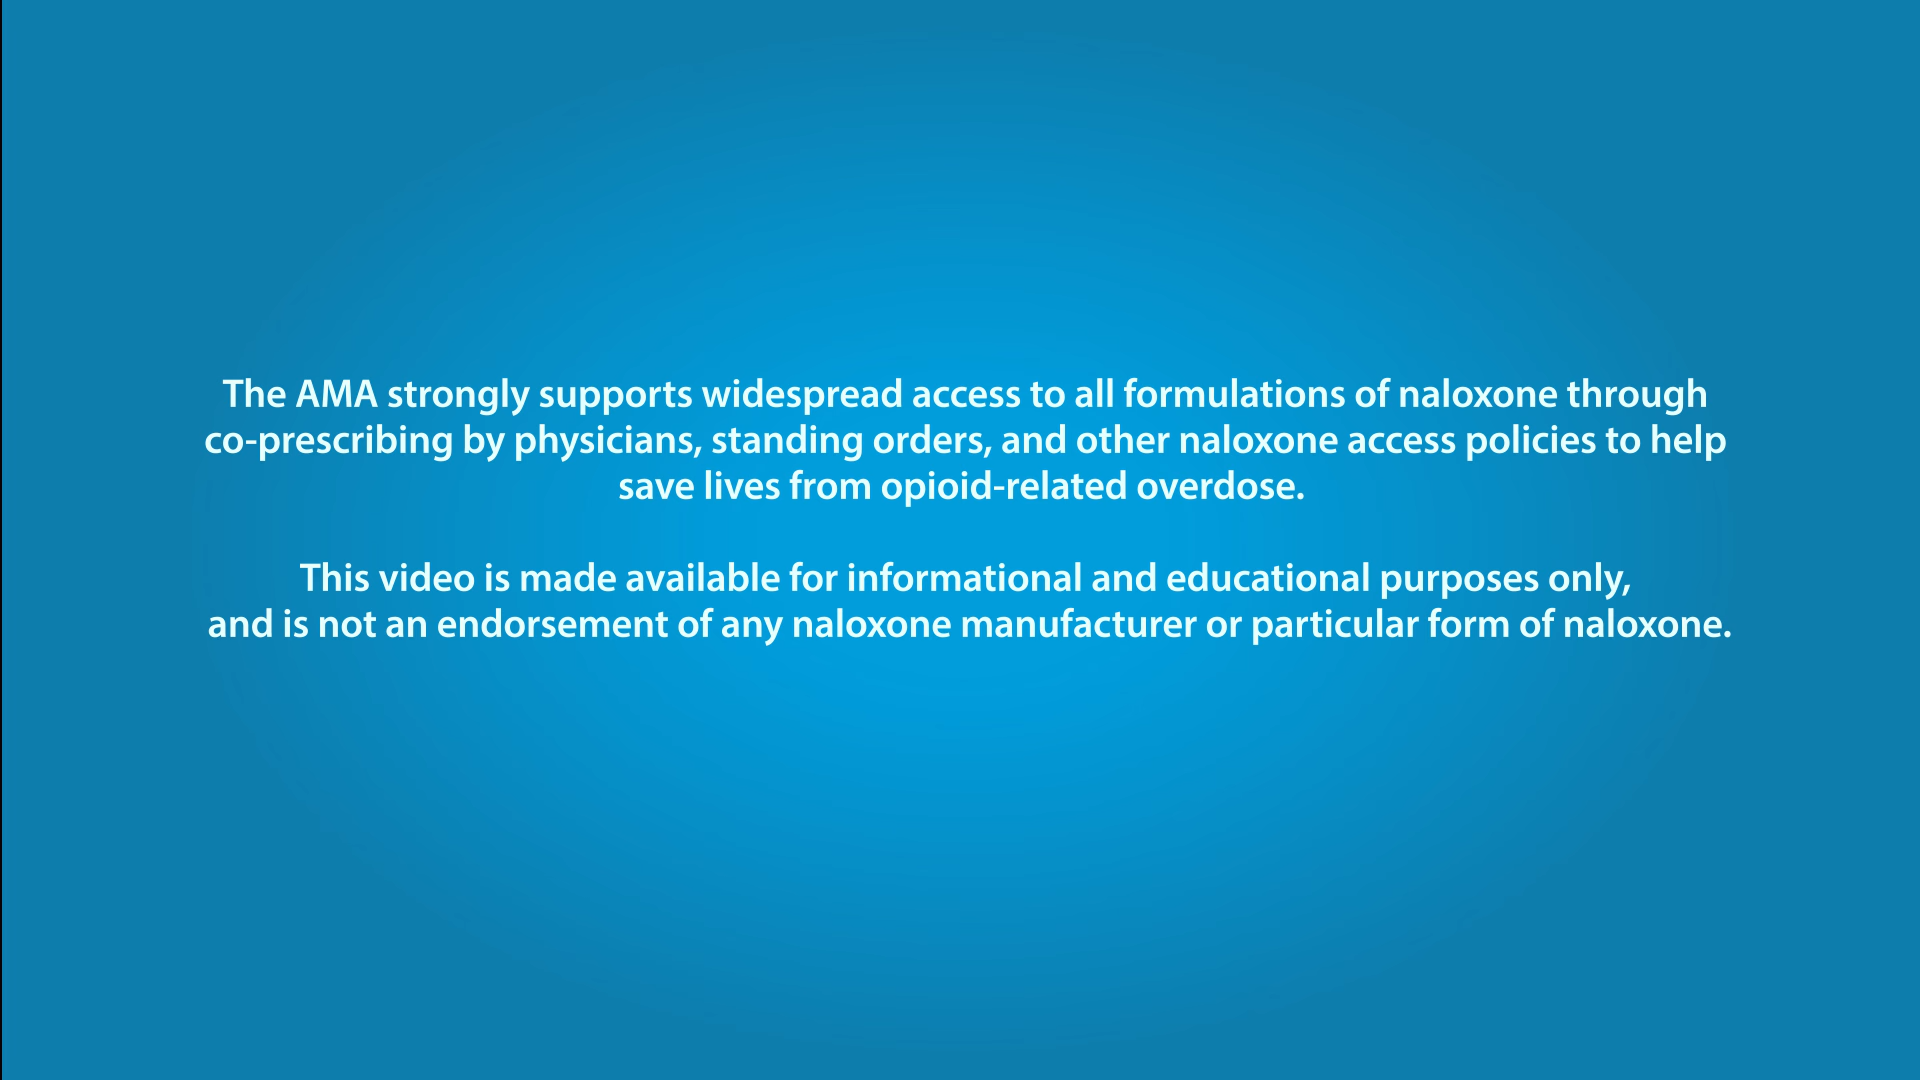 The AMA strongly supports widespread access to all formulations of naloxone through
co-prescribing by physicians, standing orders, and other naloxone access policies to help
save lives from opioid-related overdose.
This video is made available for informational and educational purposes only,
and is not an endorsement of any naloxone manufacturer or particular form of naloxone.